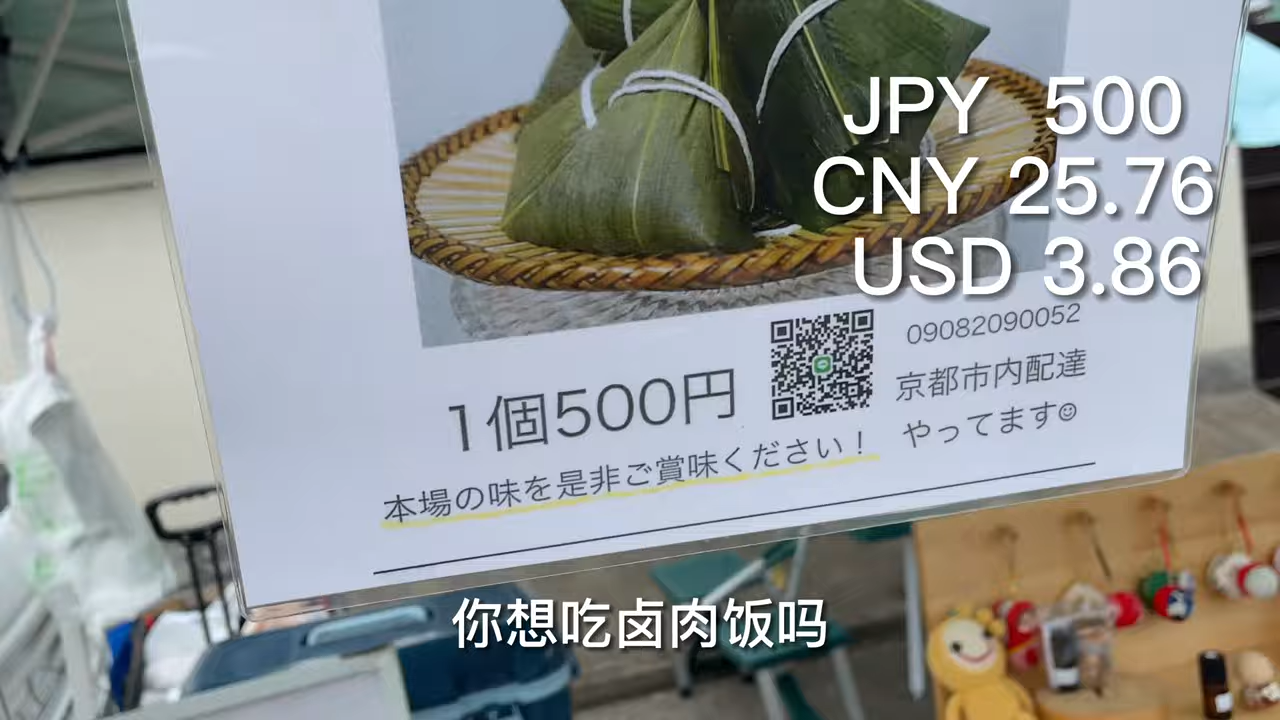 JPY 500
CNY 25.76
USD 3.86
09082090052
京都市内配達
やってます☺
1個500円
本場の味を是非ご賞味ください！
你想吃卤肉饭吗